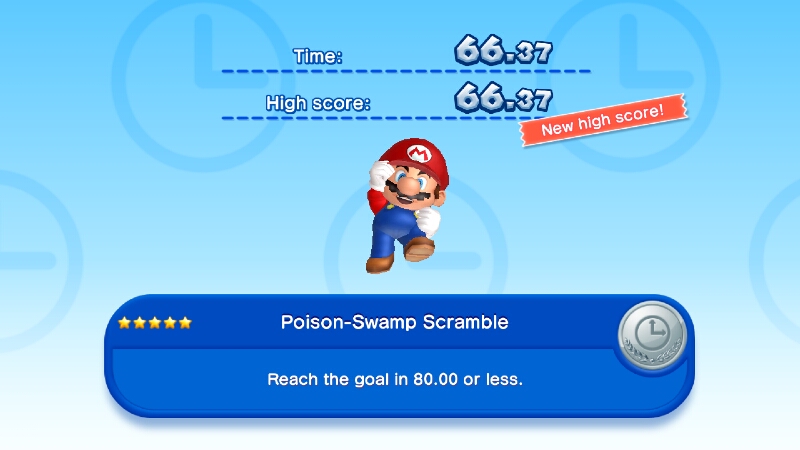 Time: 66.37
High score: 66.37
New high score!
M
Poison-Swamp Scramble
Reach the goal in 80.00 or less.